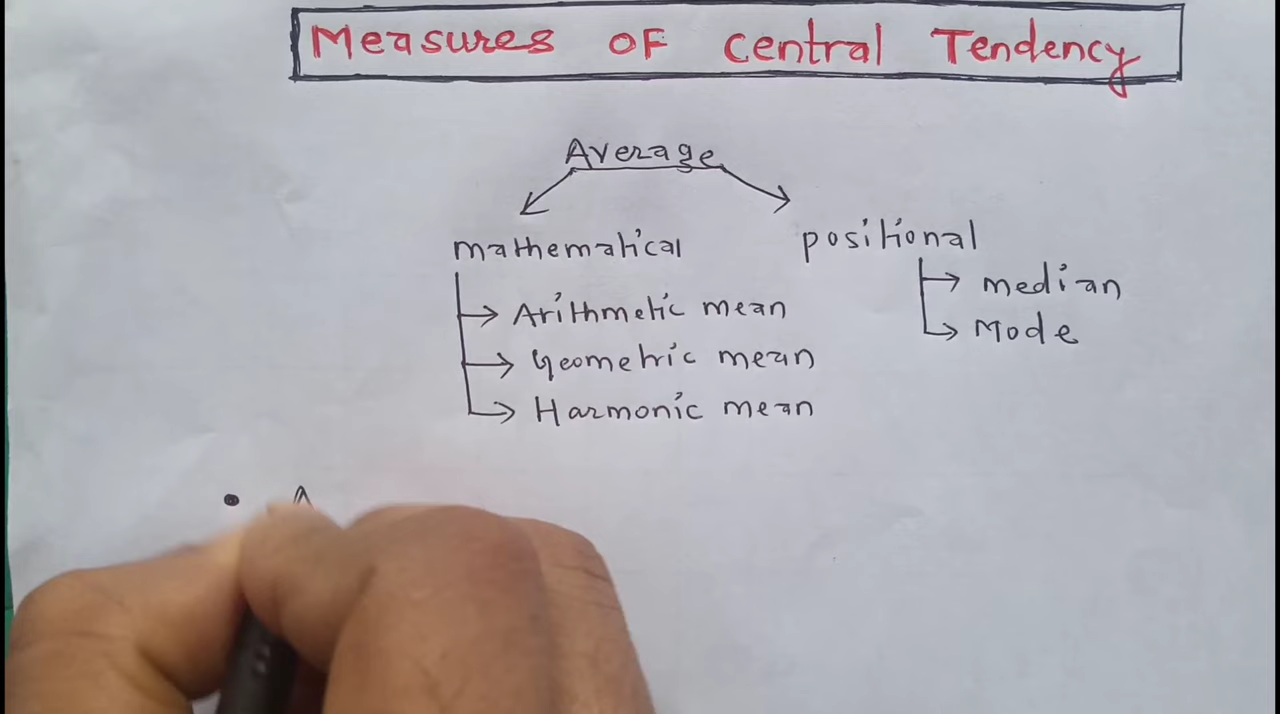 Measures OF central Tendency
Average
mathematical
positional
Arithmetic mean
median
Geometric mean
Mode
Harmonic mean
• A